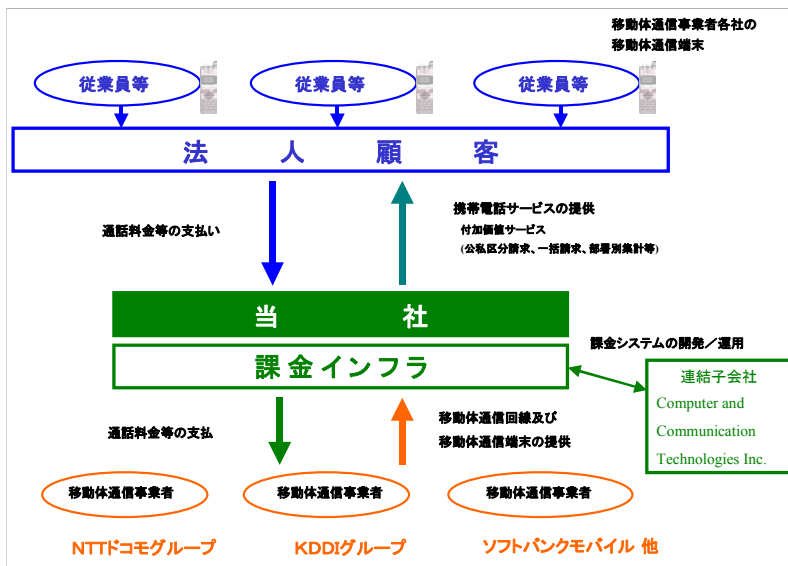 移動体通信事業者各社の
移動体通信端末
従業員等
従業員等
従業員等
法人顧客
通話料金等の支払い
携帯電話サービスの提供
付加価値サービス
(公私区分請求、一括請求、部署別集計等)
当社
課金インフラ
課金システムの開発／運用
連結子会社
Computer and
Communication
Technologies Inc.
通話料金等の支払
移動体通信回線及び
移動体通信端末の提供
移動体通信事業者
移動体通信事業者
移動体通信事業者
NTTドコモグループ
KDDIグループ
ソフトバンクモバイル 他